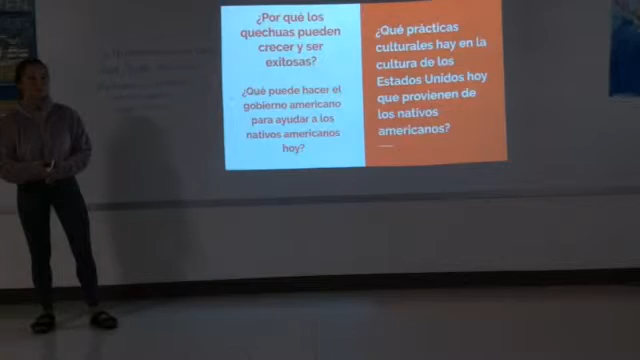 ¿Por qué los
quechuas pueden
crecer y ser
exitosas?
¿Qué puede hacer el
gobierno americano
para ayudar a los
nativos americanos
hoy?
¿Qué prácticas
culturales hay en la
cultura de los
Estados Unidos hoy
que provienen de
los nativos
americanos?